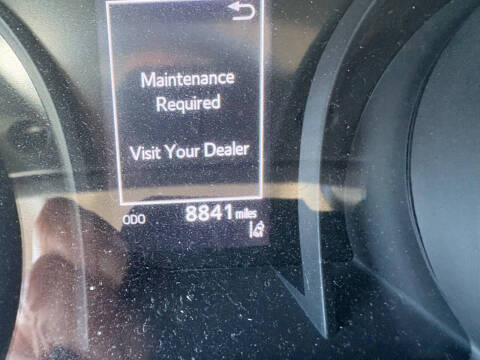 Maintenance
Required
Visit Your Dealer
ODO 8841 miles